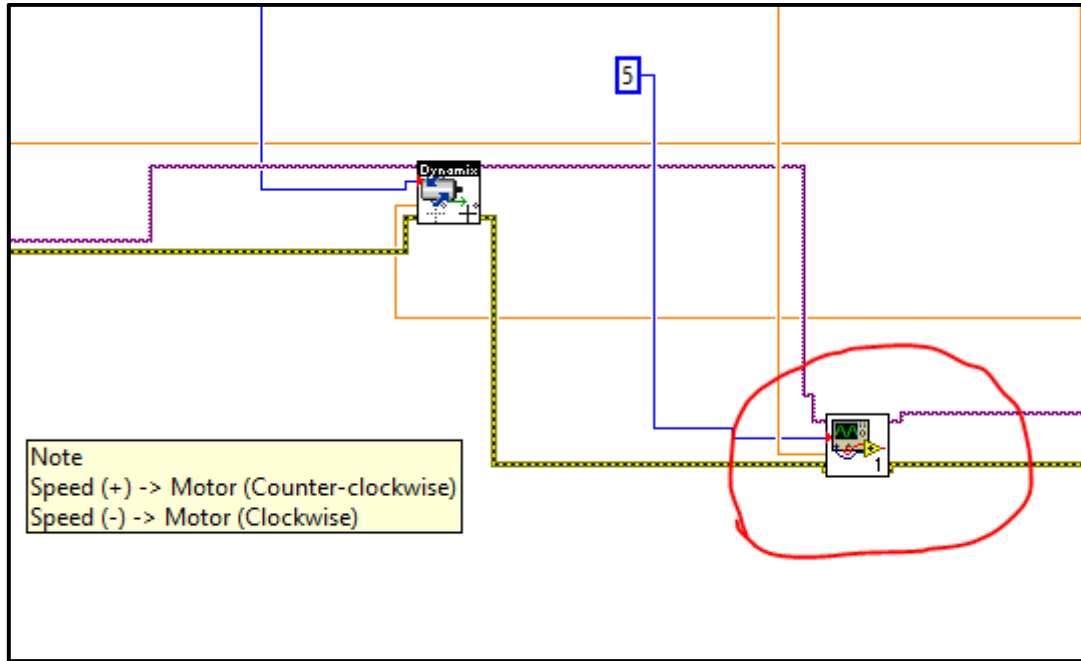 5
Dynamix
Note
Speed (+) -> Motor (Counter-clockwise)
Speed (-) -> Motor (Clockwise)
1